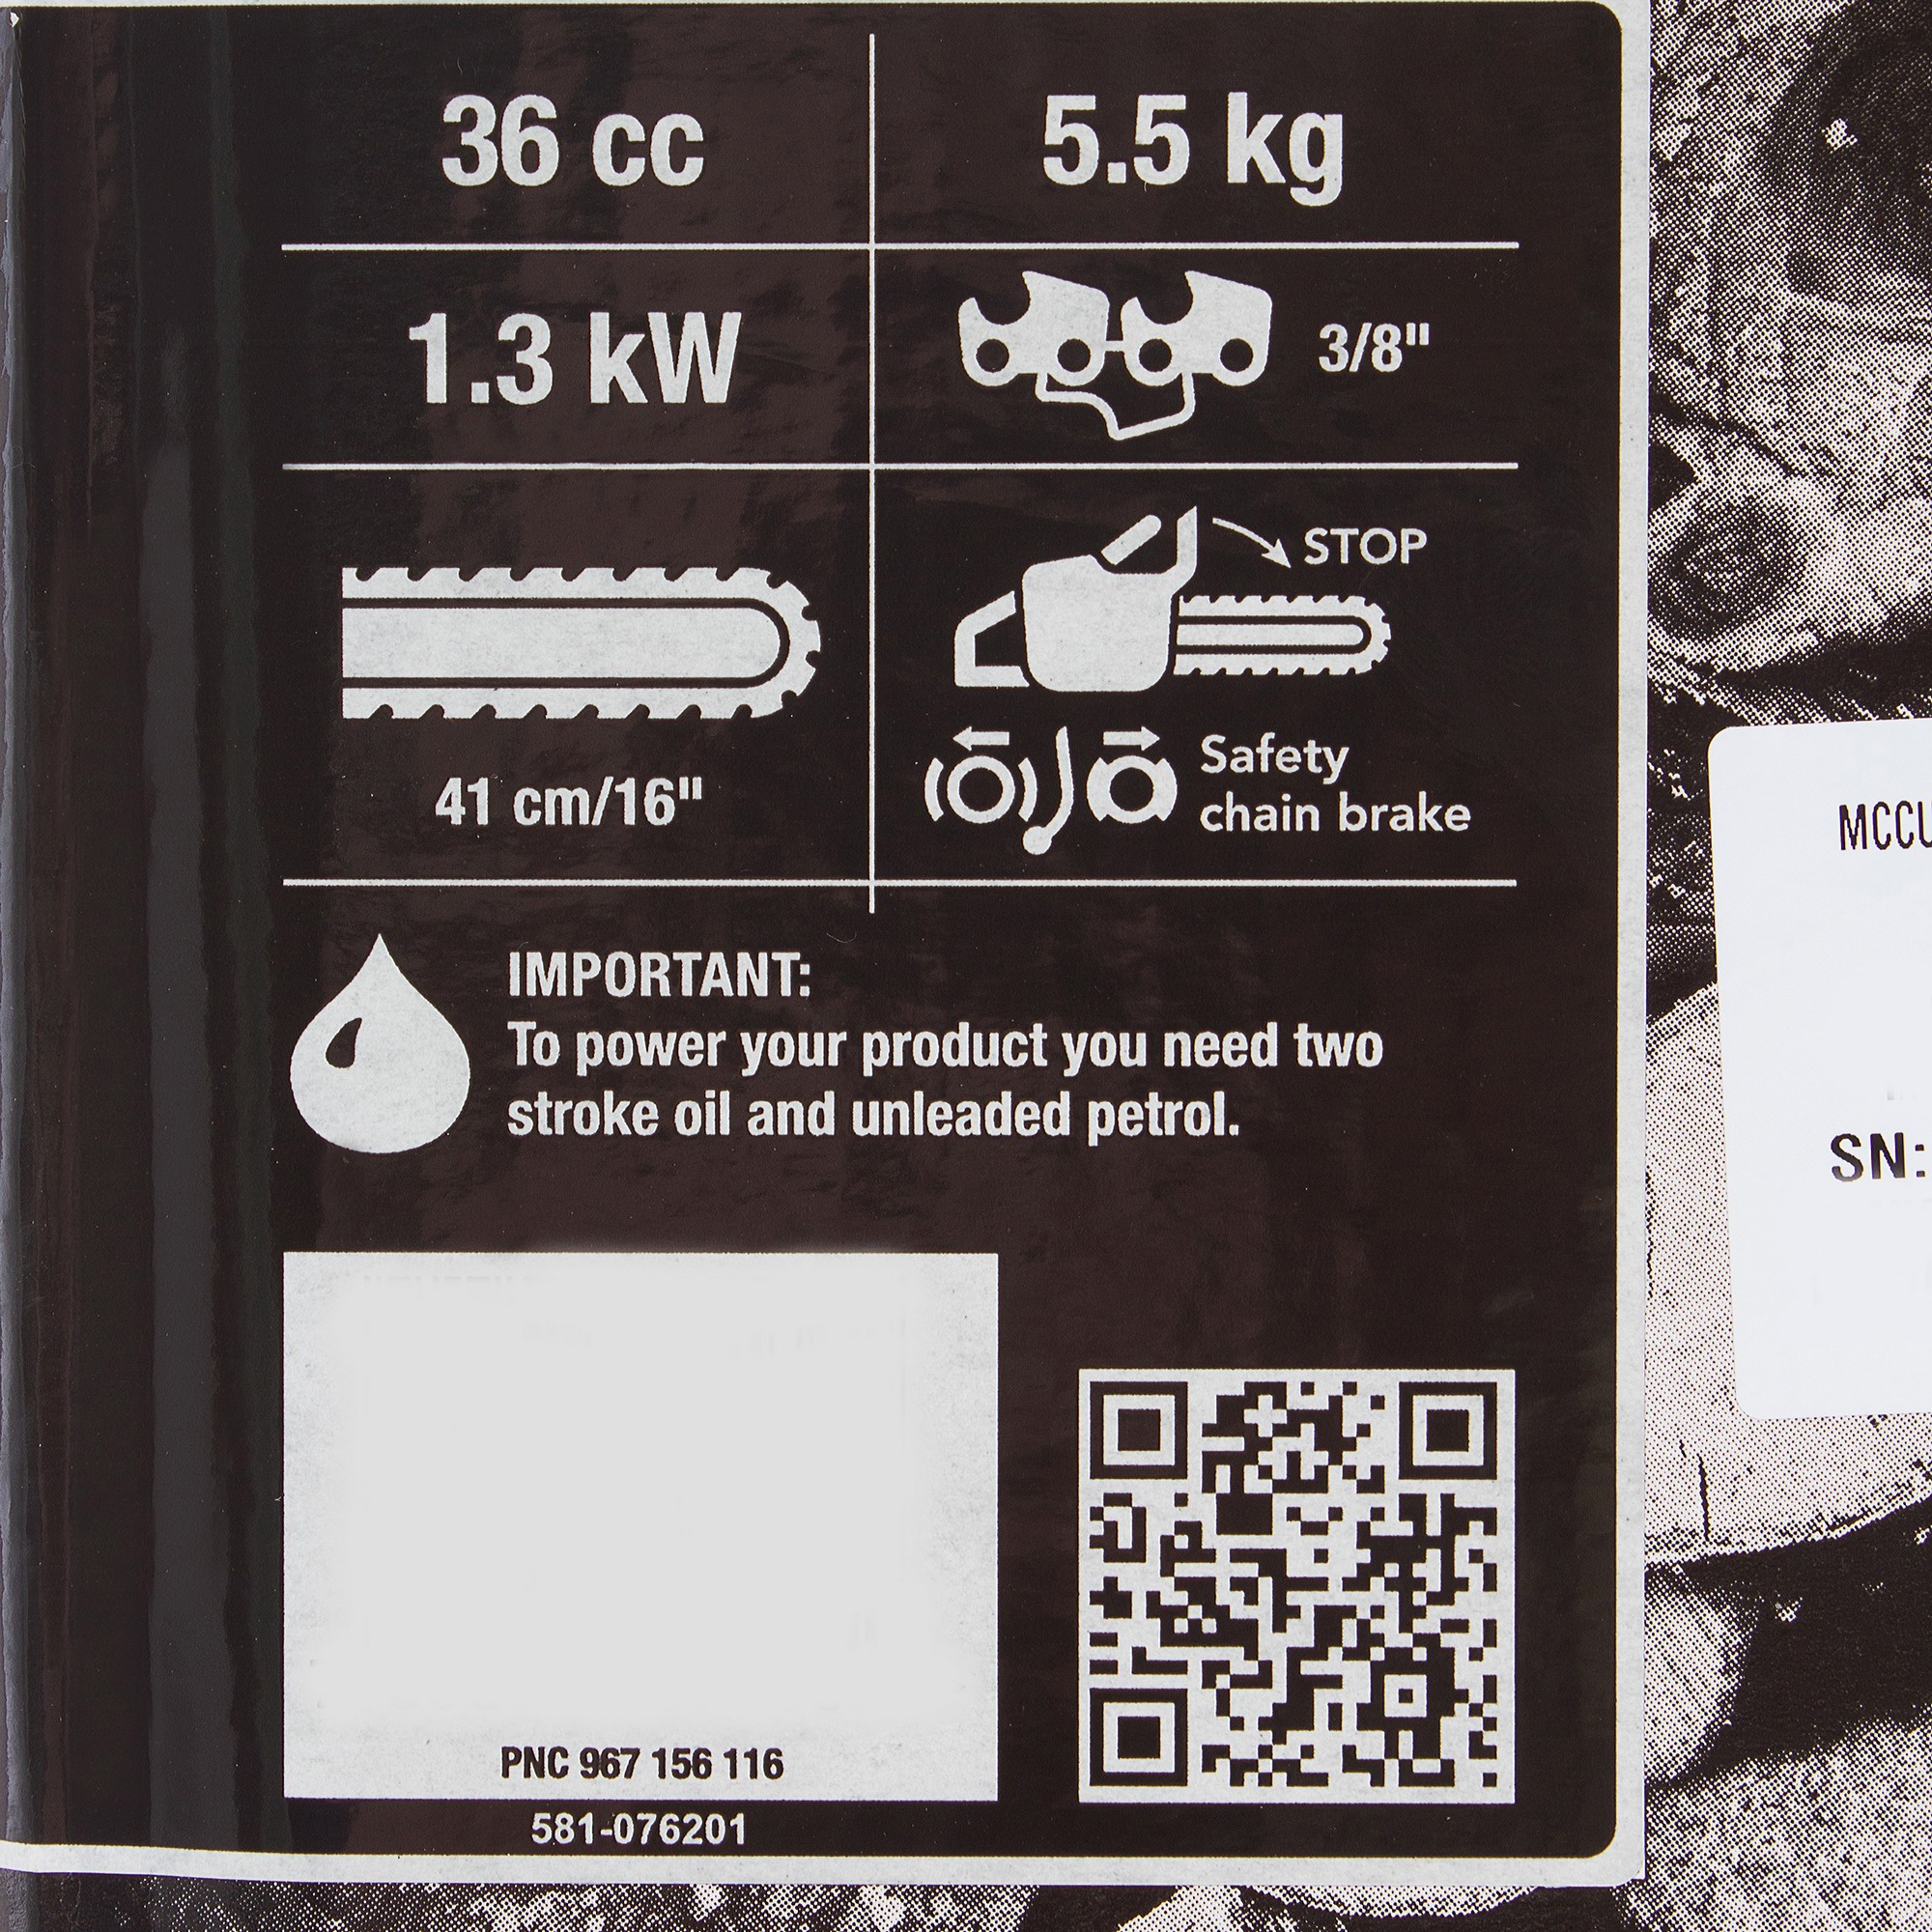 36 cc
5.5 kg
1.3 kW
3/8"
41 cm/16"
STOP
Safety
chain brake
IMPORTANT:
To power your product you need two
stroke oil and unleaded petrol.
PNC 967 156 116
581-076201
MCCU
SN: